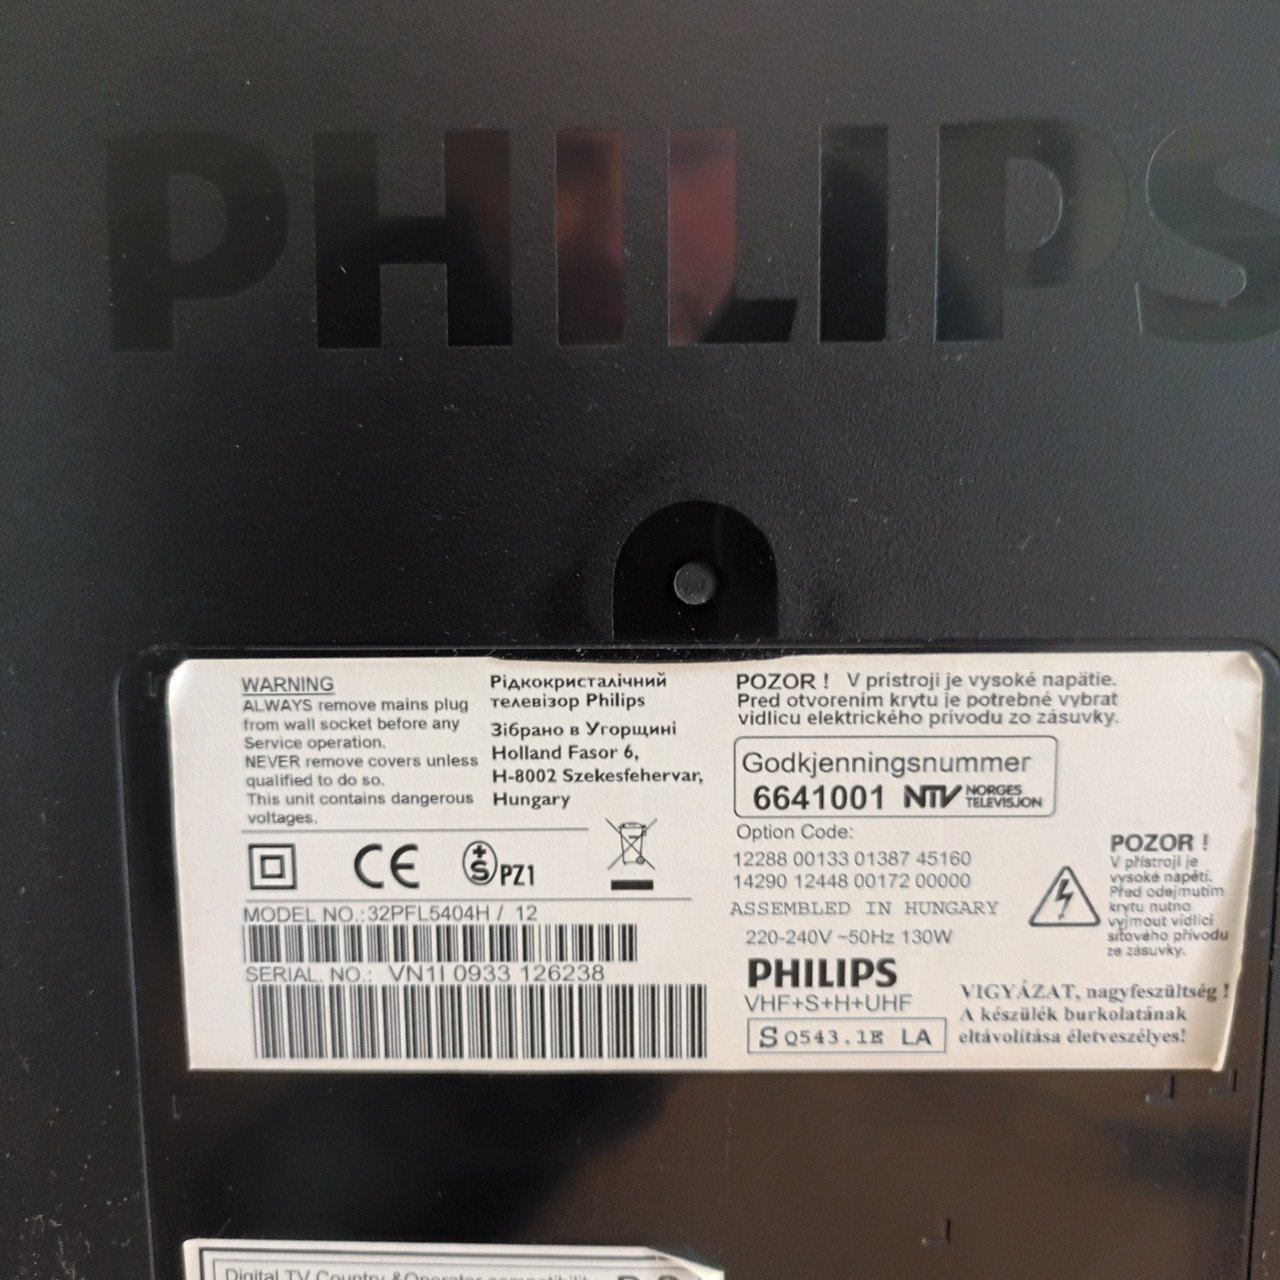 PHILIPS
WARNING
ALWAYS remove mains plug
from wall socket before any
Service operation.
NEVER remove covers unless
qualified to do so.
This unit contains dangerous
voltages.
Рідкокристалічний
телевізор Philips
Зібрано в Угорщині
Holland Fasor 6,
H-8002 Szekesfehervar,
Hungary
CE
S PZ1
MODEL NO.:32PFL5404H / 12
SERIAL. NO.: VN1I 0933 126238
POZOR ! V pristroji je vysoké napätie.
Pred otvorením krytu je potrebné vybrat
vidlicu elektrického privodu zo zásuvky.
Godkjenningsnummer
6641001 NTV NORGES
TELEVISJON
Option Code:
12288 00133 01387 45160
14290 12448 00172 00000
ASSEMBLED IN HUNGARY
220-240V ~50Hz 130W
PHILIPS
VHF+S+H+UHF
S Q543.1E LA
POZOR !
V přístroji je
vysoké napětí.
Před odejmutím
krytu nutno
vyjmout vidlici
síťového přívodu
ze zásuvky.
VIGYÁZAT, nagyfeszültség !
A készülék burkolatának
eltávolítása életveszélyes!
Digital TV Country &Operator compatibility